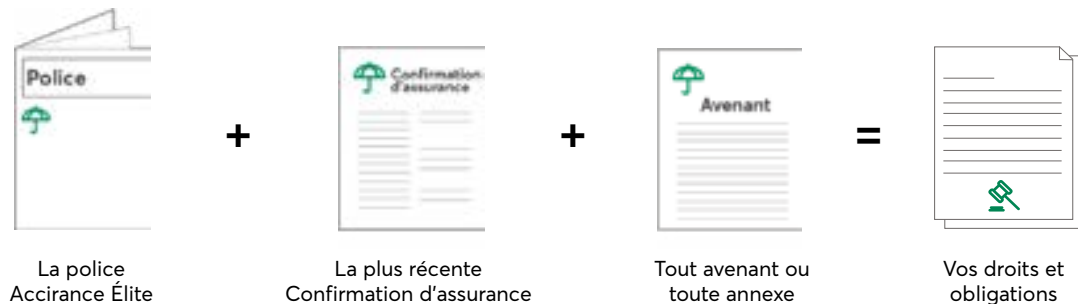 Police
Confirmation
d'assurance
Avenant
+
+
=
La police
Accirance Élite
La plus récente
Confirmation d'assurance
Tout avenant ou
toute annexe
Vos droits et
obligations